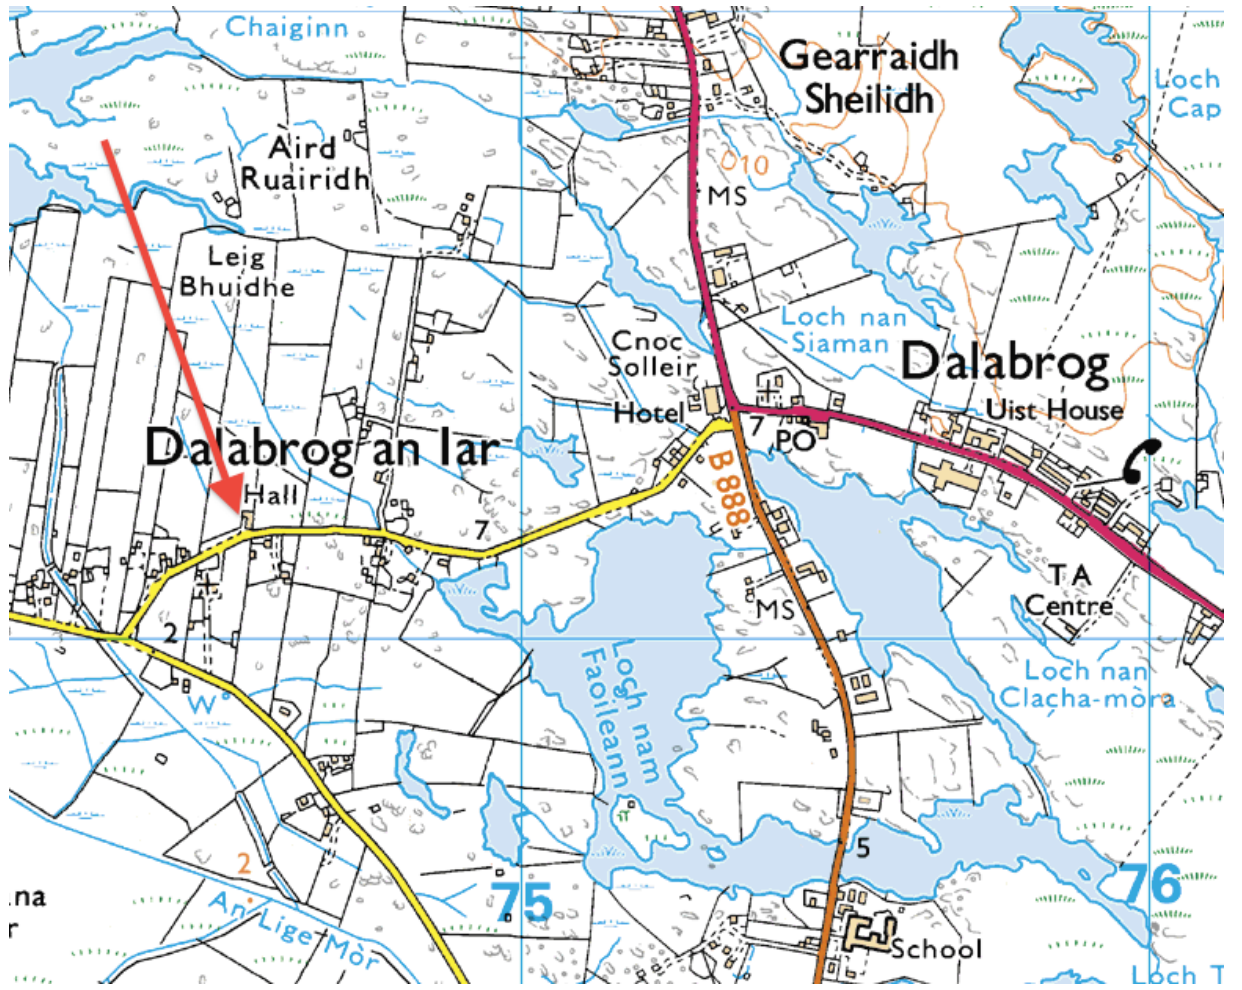 Chaiginn
Gearraidh
Sheilidh
Loch
Cap
Àird
Ruairidh
10
MS
Leig
Bhuidhe
Loch nan
Siaman
Cnoc
Solleir
Dalabrog
Hotel
Uist House
7
PO
Dalabrog an Iar
B 888
Hall
7
TA
Centre
MS
2
Loch nam
Faoileann
Loch nan
Clacha-mòra
W
5
2
75
76
na
r
An Lige Mòr
School
Loch T